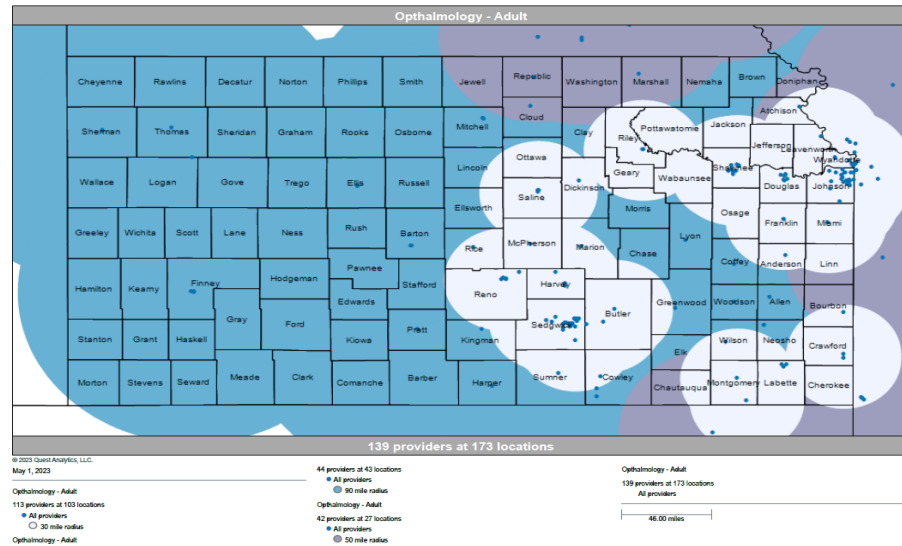 Opthalmology - Adult
Cheyenne Rawlins Decatur Norton Phillips Smith Jewell Republic Washington Marshall Nemaha Brown Doniphan
Atchison
Sherman Thomas Sheridan Graham Rooks Osborne Mitchell Cloud Clay Riley Pottawatomie Jackson
Jefferson Leavenworth
Wyandotte
Ottawa
Wallace Logan Gove Trego Ellis Russell Lincoln Saline Dickinson Geary Wabaunsee Shawnee Douglas Johnson
Ellsworth Morris Osage
Greeley Wichita Scott Lane Ness Rush Barton Rice McPherson Marion Chase Lyon Franklin Miami
Coffey Anderson Linn
Pawnee
Hamilton Kearny Finney Hodgeman Stafford Reno Harvey
Edwards Butler Greenwood Woodson Allen Bourbon
Gray Ford
Stanton Grant Haskell Kiowa Pratt Kingman Sedgwick Wilson Neosho Crawford
Elk
Morton Stevens Seward Meade Clark Comanche Barber Harper Sumner Cowley Chautauqua Montgomery Labette Cherokee
139 providers at 173 locations
© 2023 Quest Analytics, LLC.
May 1, 2023
Opthalmology - Adult
113 providers at 103 locations
All providers
30 mile radius
Opthalmology - Adult
44 providers at 43 locations
All providers
90 mile radius
Opthalmology - Adult
42 providers at 27 locations
All providers
50 mile radius
Opthalmology - Adult
139 providers at 173 locations
All providers
46.00 miles